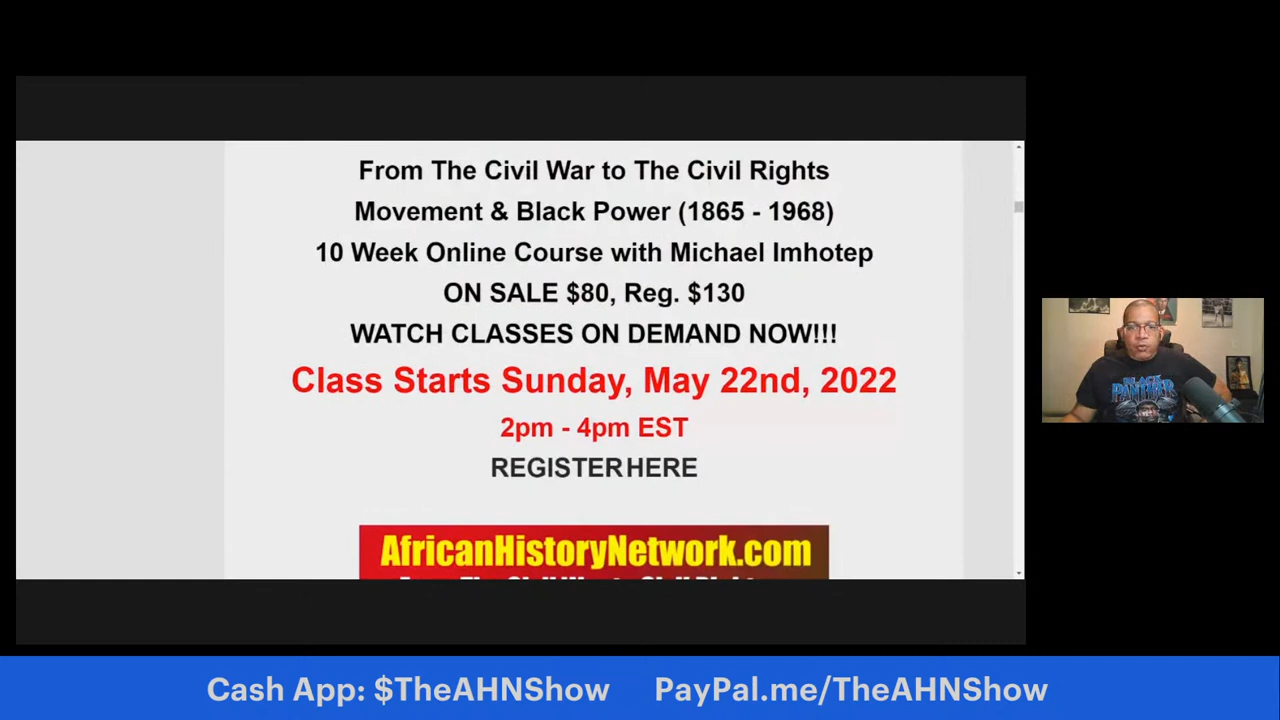 From The Civil War to The Civil Rights
Movement & Black Power (1865 - 1968)
10 Week Online Course with Michael Imhotep
ON SALE $80, Reg. $130
WATCH CLASSES ON DEMAND NOW!!!
Class Starts Sunday, May 22nd, 2022
2pm - 4pm EST
REGISTER HERE
AfricanHistoryNetwork.com
PANTHER
Cash App: $TheAHNShow PayPal.me/TheAHNShow